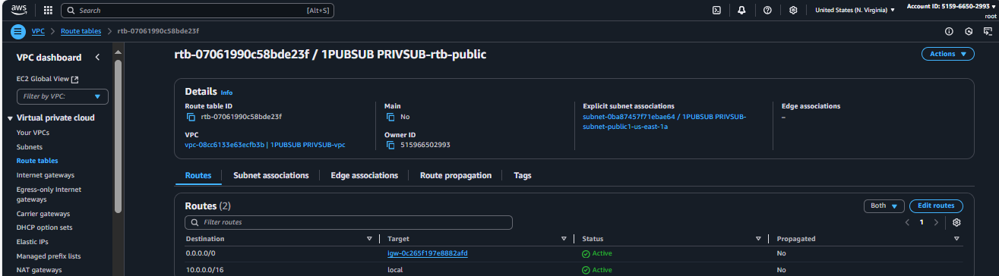 aws
Search [Alt+S]
United States (N. Virginia) ▼
Account ID: 5159-6650-2993 ▼
root
VPC > Route tables > rtb-07061990c58bde23f
VPC dashboard
EC2 Global View
Filter by VPC:
Virtual private cloud
Your VPCs
Subnets
Route tables
Internet gateways
Egress-only Internet
gateways
Carrier gateways
DHCP option sets
Elastic IPs
Managed prefix lists
NAT gateways
rtb-07061990c58bde23f / 1PUBSUB PRIVSUB-rtb-public
Actions ▼
Details Info
Route table ID
rtb-07061990c58bde23f
Main
No
Explicit subnet associations
subnet-0ba87457f71ebae64 / 1PUBSUB PRIVSUB-
subnet-public1-us-east-1a
Edge associations
–
VPC
vpc-08cc6133e63ecfb3b | 1PUBSUB PRIVSUB-vpc
Owner ID
515966502993
Routes Subnet associations Edge associations Route propagation Tags
Routes (2)
Both ▼ Edit routes
Filter routes
1
Destination Target Status Propagated
0.0.0.0/0 igw-0c265f197e8882afd Active No
10.0.0.0/16 local Active No